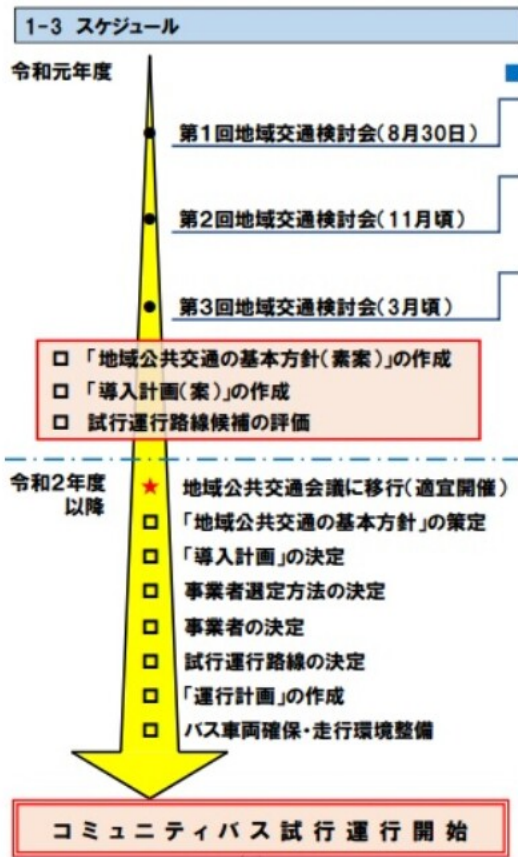 1-3 スケジュール
令和元年度
第1回地域交通検討会(8月30日)
第2回地域交通検討会(11月頃)
第3回地域交通検討会(3月頃)
□ 「地域公共交通の基本方針(素案)」の作成
□ 「導入計画(案)」の作成
□ 試行運行路線候補の評価
令和2年度
以降
★ 地域公共交通会議に移行(適宜開催)
□ 「地域公共交通の基本方針」の策定
□ 「導入計画」の決定
□ 事業者選定方法の決定
□ 事業者の決定
□ 試行運行路線の決定
□ 「運行計画」の作成
□ バス車両確保・走行環境整備
コミュニティバス試行運行開始